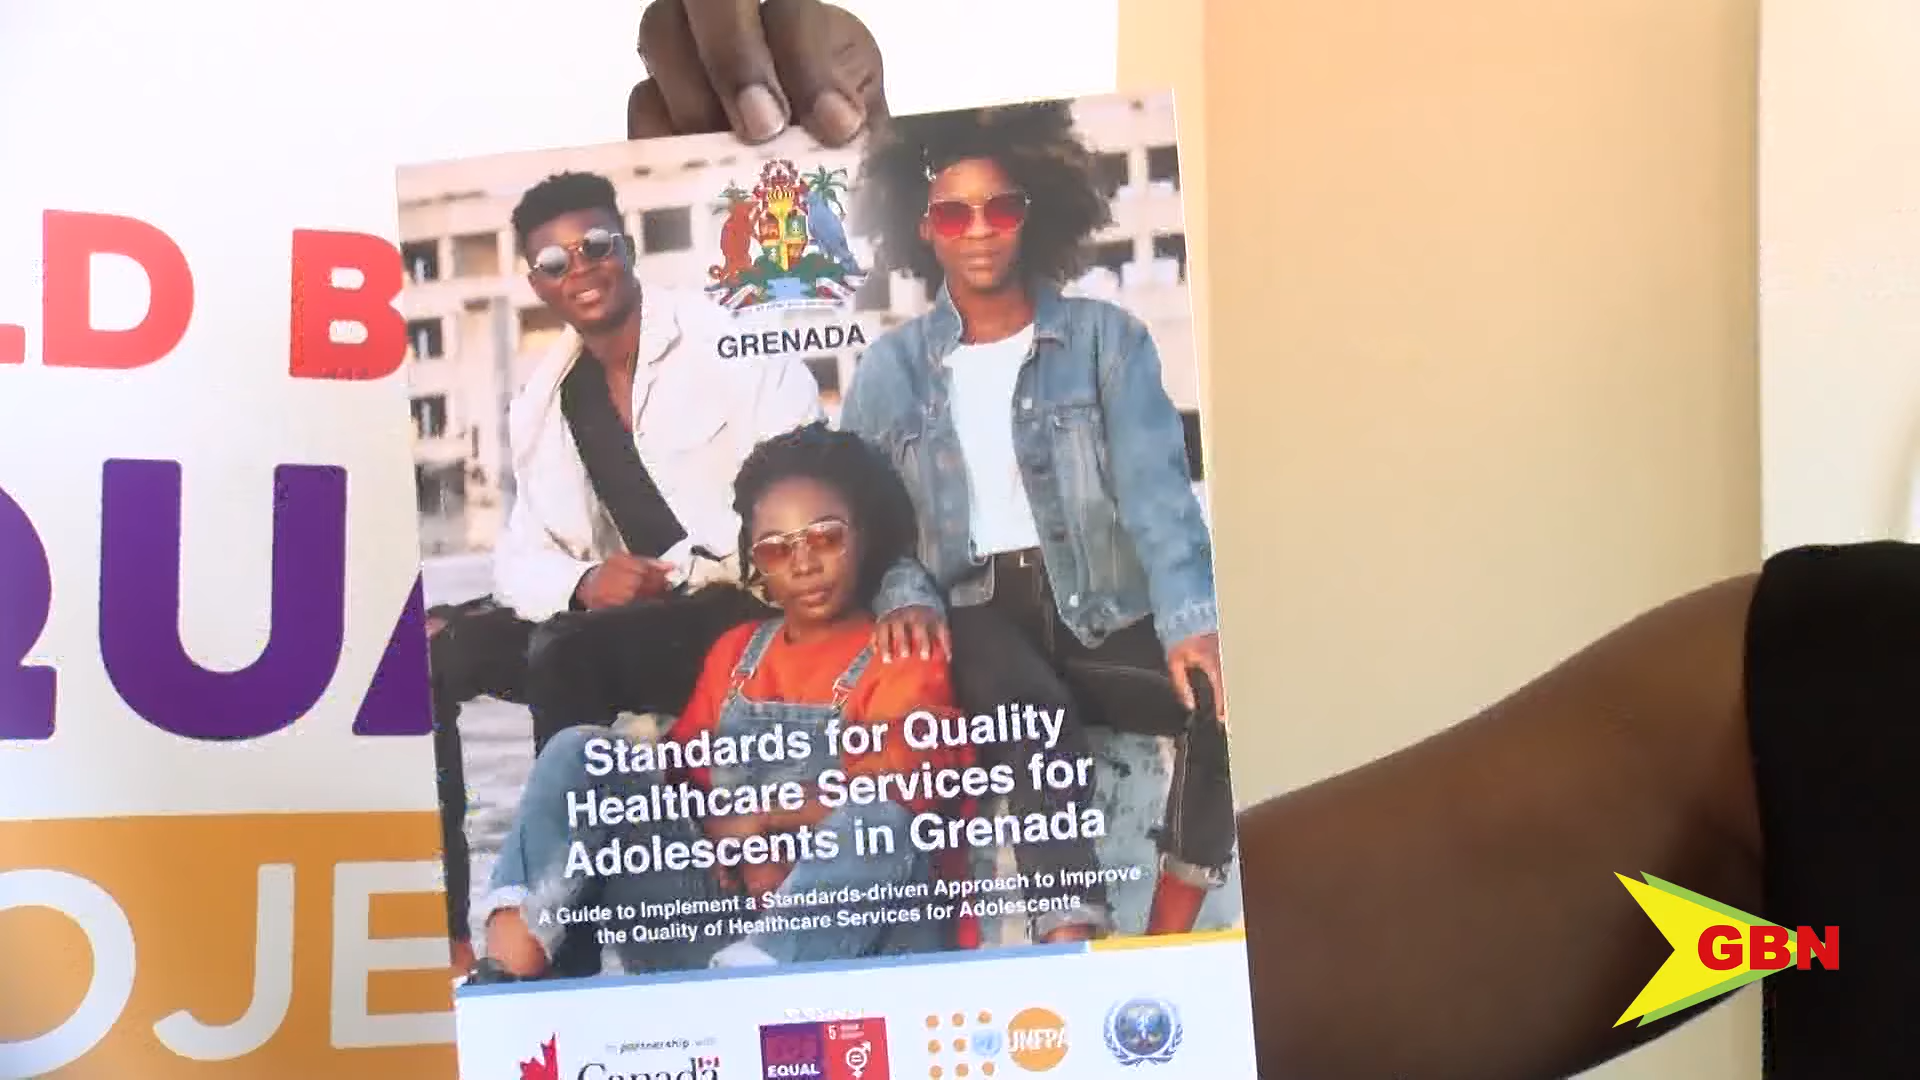 LD B
QUA
OJE
GRENADA
Standards for Quality
Healthcare Services for
Adolescents in Grenada
A Guide to Implement a Standards-driven Approach to Improve
the Quality of Healthcare Services for Adolescents
in partnership with
Canada
EQUAL
5
UNFPA
GBN